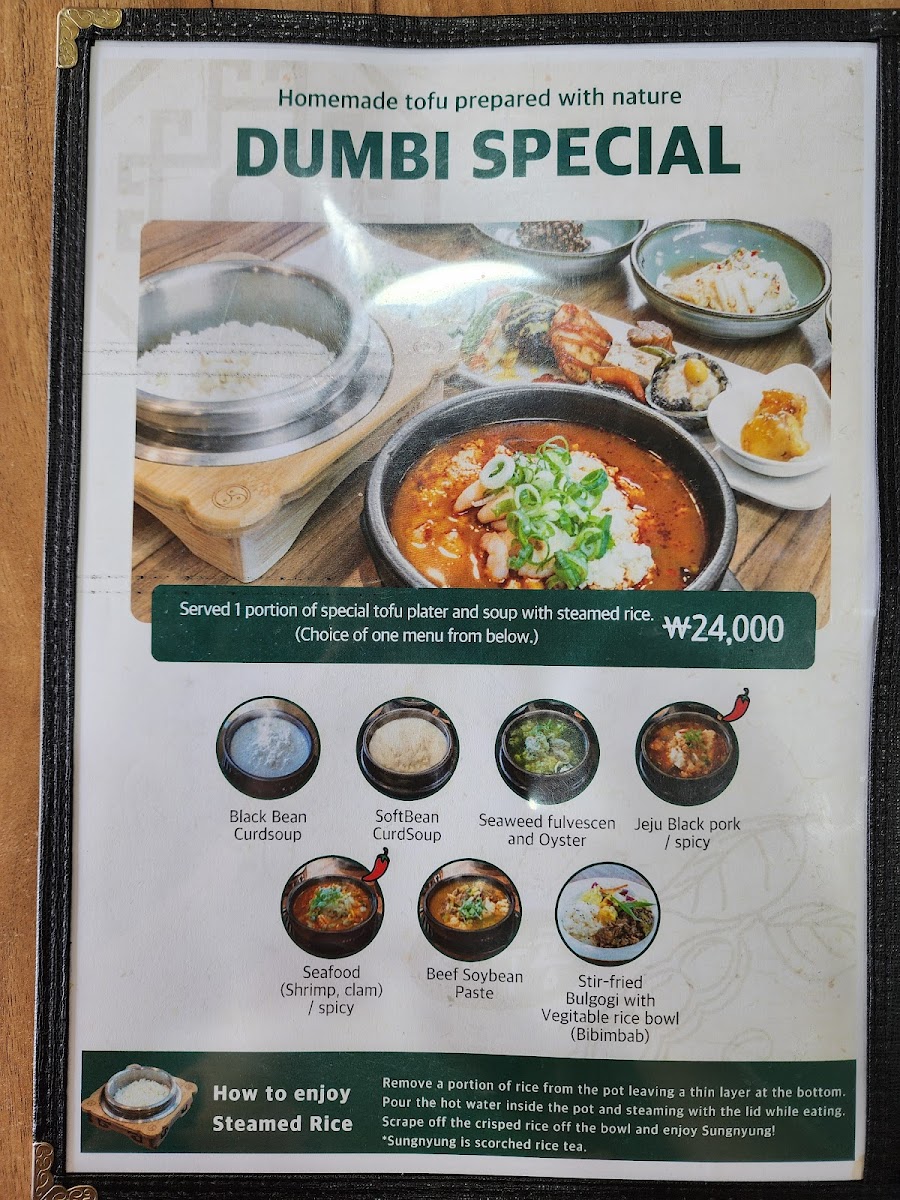 Homemade tofu prepared with nature
DUMBI SPECIAL
Served 1 portion of special tofu plater and soup with steamed rice.
(Choice of one menu from below.)
₩24,000
Black Bean
Curdsoup
SoftBean
CurdSoup
Seaweed fulvescen
and Oyster
Jeju Black pork
/ spicy
Seafood
(Shrimp, clam)
/ spicy
Beef Soybean
Paste
Stir-fried
Bulgogi with
Vegitable rice bowl
(Bibimbab)
How to enjoy
Steamed Rice
Remove a portion of rice from the pot leaving a thin layer at the bottom.
Pour the hot water inside the pot and steaming with the lid while eating.
Scrape off the crisped rice off the bowl and enjoy Sungnyung!
*Sungnyung is scorched rice tea.